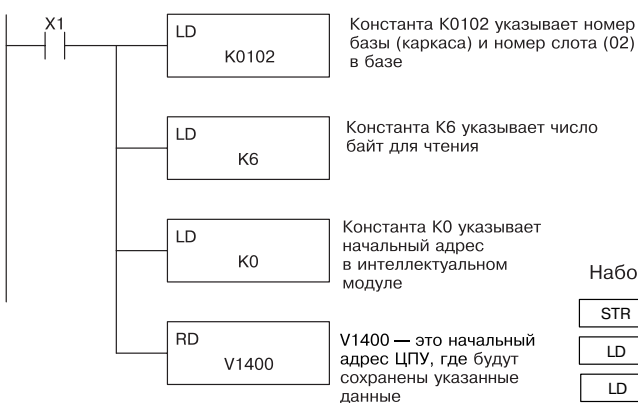 X1
LD
K0102
Константа K0102 указывает номер
базы (каркаса) и номер слота (02)
в базе
LD
K6
Константа K6 указывает число
байт для чтения
LD
K0
Константа K0 указывает
начальный адрес
в интеллектуальном
модуле
RD
V1400
V1400 — это начальный
адрес ЦПУ, где будут
сохранены указанные
данные
Набо
STR
LD
LD